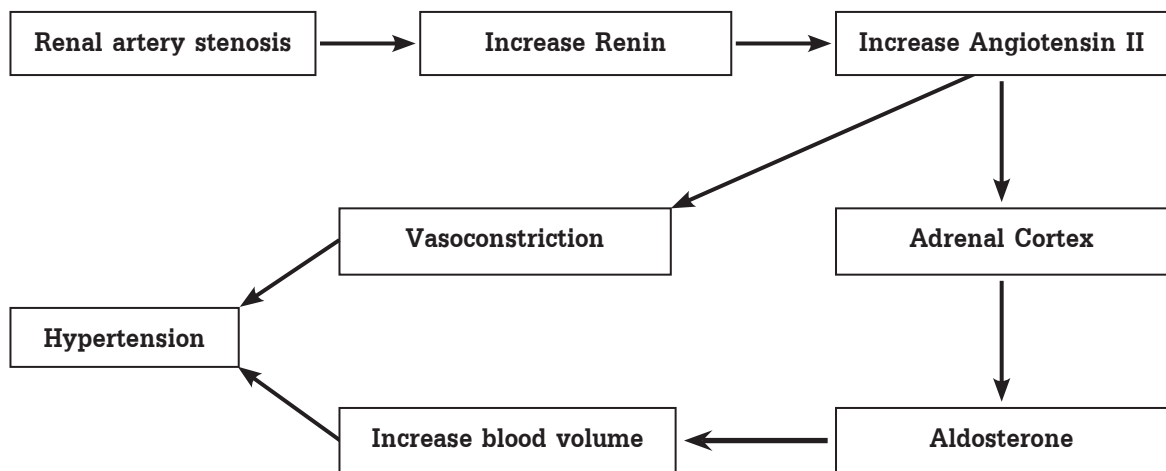 Renal artery stenosis
Increase Renin
Increase Angiotensin II
Vasoconstriction
Adrenal Cortex
Hypertension
Increase blood volume
Aldosterone